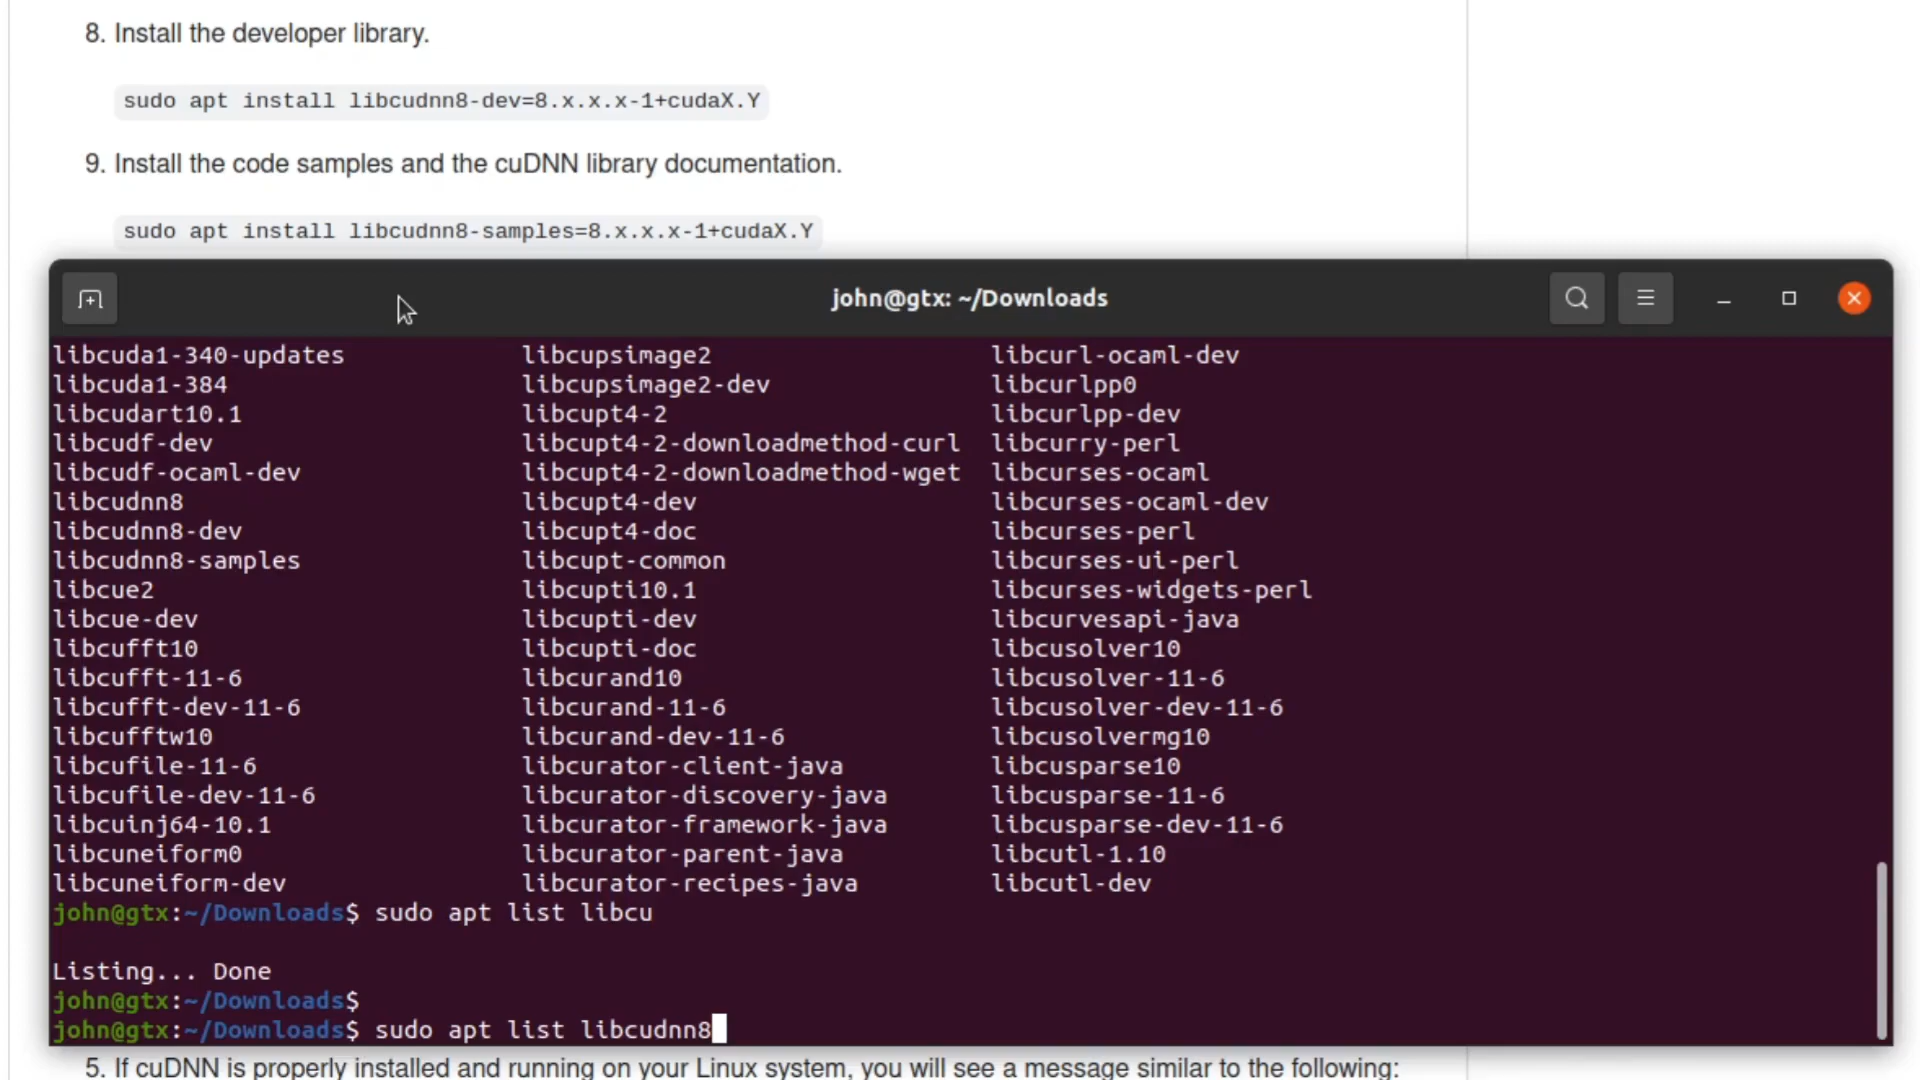 8. Install the developer library.
sudo apt install libcudnn8-dev=8.x.x.x-1+cudaX.Y
9. Install the code samples and the cuDNN library documentation.
sudo apt install libcudnn8-samples=8.x.x.x-1+cudaX.Y
john@gtx: ~/Downloads
libcuda1-340-updates libcupsimage2 libcurl-ocaml-dev
libcuda1-384 libcupsimage2-dev libcurlpp0
libcudart10.1 libcupt4-2 libcurlpp-dev
libcudf-dev libcupt4-2-downloadmethod-curl libcurry-perl
libcudf-ocaml-dev libcupt4-2-downloadmethod-wget libcurses-ocaml
libcudnn8 libcupt4-dev libcurses-ocaml-dev
libcudnn8-dev libcupt4-doc libcurses-perl
libcudnn8-samples libcupt-common libcurses-ui-perl
libcue2 libcupti10.1 libcurses-widgets-perl
libcue-dev libcupti-dev libcurvesapi-java
libcufft10 libcupti-doc libcusolver10
libcufft-11-6 libcurand10 libcusolver-11-6
libcufft-dev-11-6 libcurand-11-6 libcusolver-dev-11-6
libcufftw10 libcurand-dev-11-6 libcusolvermg10
libcufile-11-6 libcurator-client-java libcusparse10
libcufile-dev-11-6 libcurator-discovery-java libcusparse-11-6
libcuinj64-10.1 libcurator-framework-java libcusparse-dev-11-6
libcuneiform0 libcurator-parent-java libcutl-1.10
libcuneiform-dev libcurator-recipes-java libcutl-dev
john@gtx:~/Downloads$ sudo apt list libcu
Listing... Done
john@gtx:~/Downloads$
john@gtx:~/Downloads$ sudo apt list libcudnn8
5. If cuDNN is properly installed and running on your Linux system, you will see a message similar to the following: